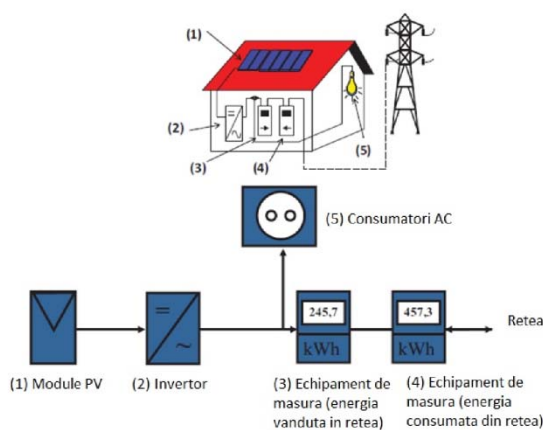 (1)
(2)
(3)
(4)
(5)
(5) Consumatori AC
245,7
kWh
457,3
kWh
Retea
(1) Module PV
(2) Invertor
(3) Echipament de
masura (energia
vanduta in retea)
(4) Echipament de
masura (energia
consumata din retea)